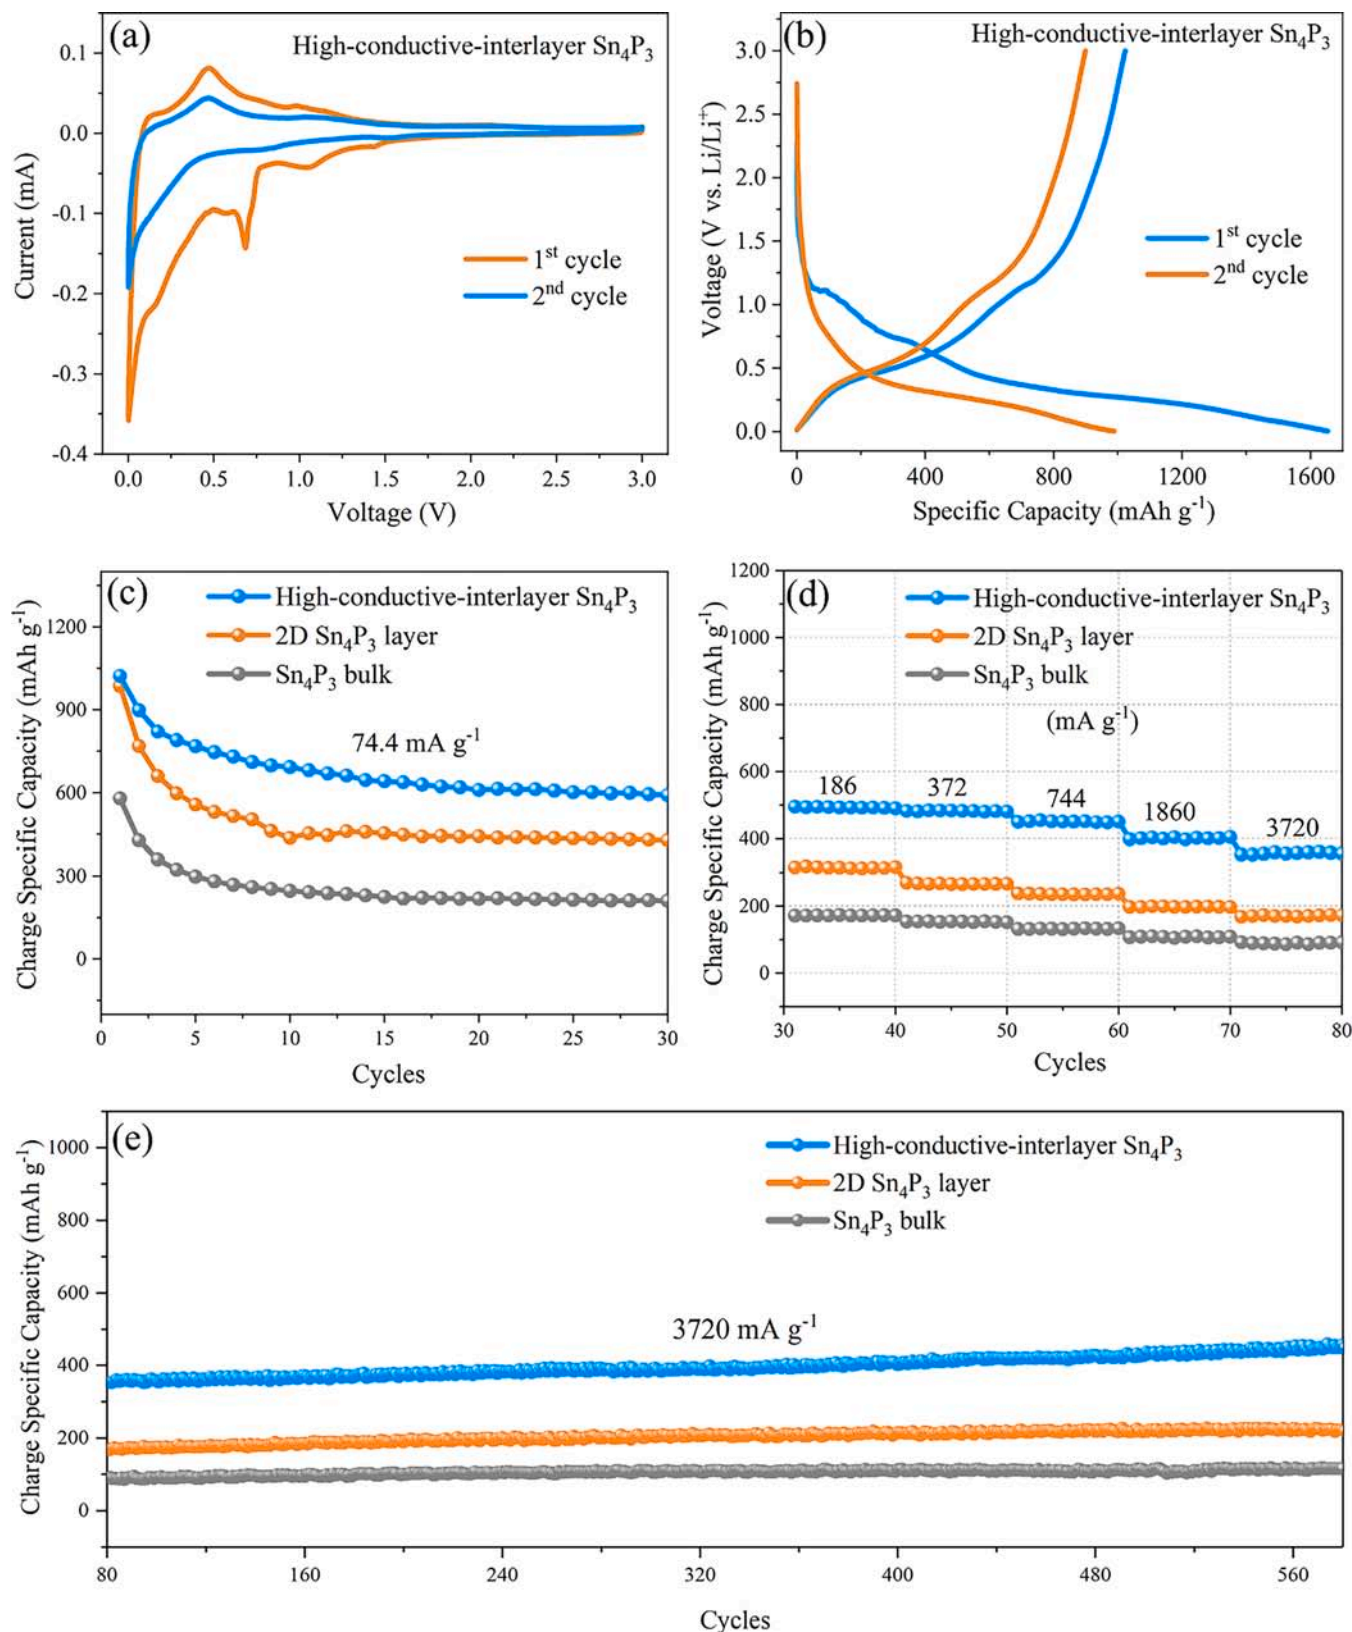 (a)
High-conductive-interlayer Sn₄P₃
0.1
0.0
-0.1
-0.2
-0.3
-0.4
Current (mA)
1ˢᵗ cycle
2ⁿᵈ cycle
0.0 0.5 1.0 1.5 2.0 2.5 3.0
Voltage (V)
(b)
High-conductive-interlayer Sn₄P₃
3.0
2.5
2.0
1.5
1.0
0.5
0.0
Voltage (V vs. Li/Li⁺)
1ˢᵗ cycle
2ⁿᵈ cycle
0 400 800 1200 1600
Specific Capacity (mAh g⁻¹)
(c)
High-conductive-interlayer Sn₄P₃
2D Sn₄P₃ layer
Sn₄P₃ bulk
74.4 mA g⁻¹
1200
900
600
300
0
Charge Specific Capacity (mAh g⁻¹)
0 5 10 15 20 25 30
Cycles
(d)
High-conductive-interlayer Sn₄P₃
2D Sn₄P₃ layer
Sn₄P₃ bulk
(mA g⁻¹)
186 372 744 1860 3720
1200
1000
800
600
400
200
0
Charge Specific Capacity (mAh g⁻¹)
30 40 50 60 70 80
Cycles
(e)
High-conductive-interlayer Sn₄P₃
2D Sn₄P₃ layer
Sn₄P₃ bulk
3720 mA g⁻¹
1000
800
600
400
200
0
Charge Specific Capacity (mAh g⁻¹)
80 160 240 320 400 480 560
Cycles